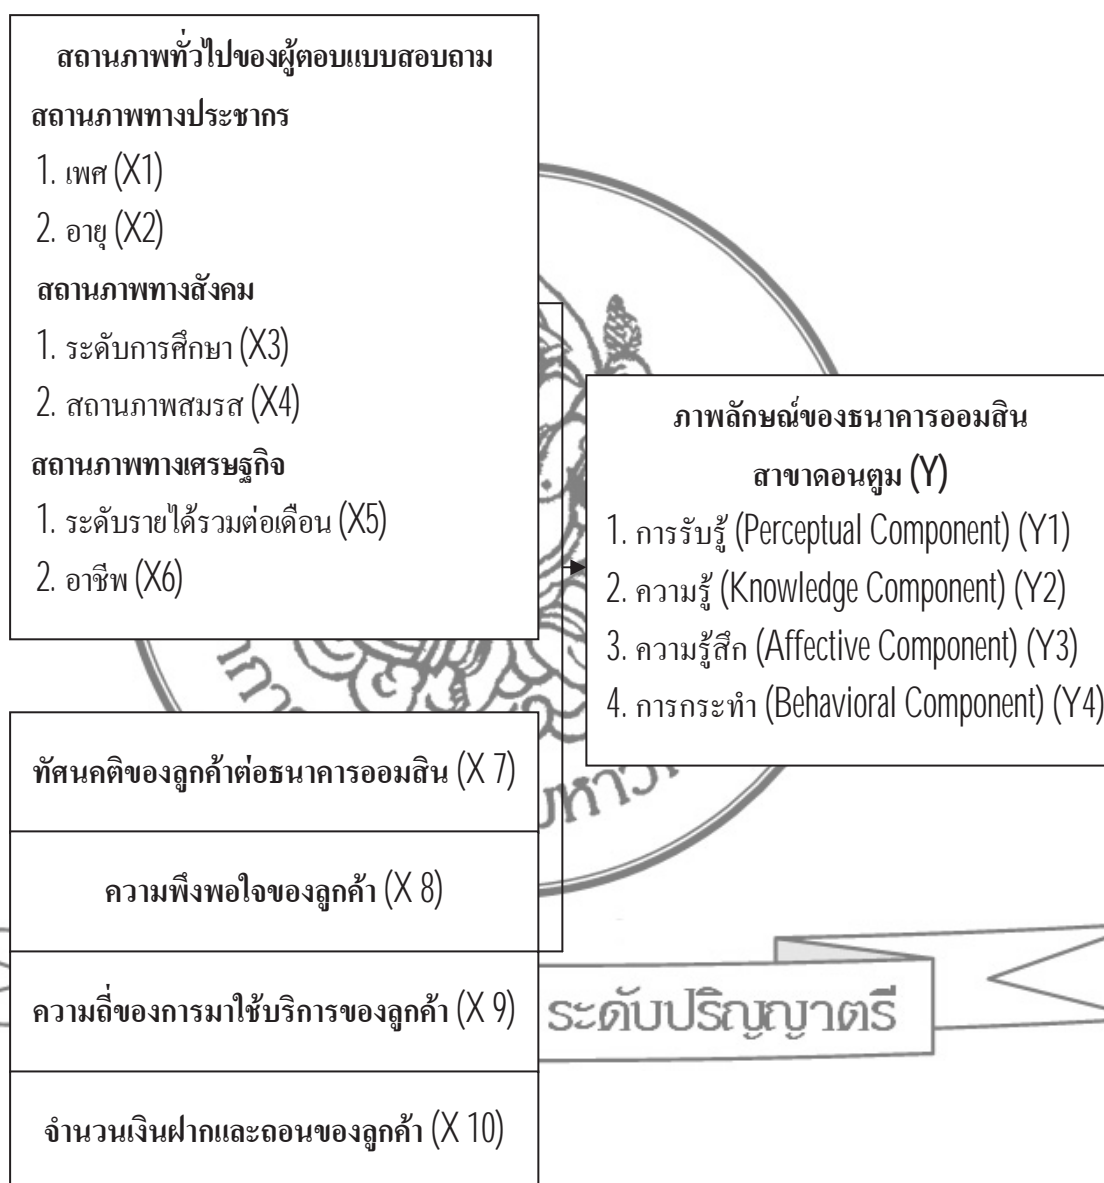 สถานภาพทั่วไปของผู้ตอบแบบสอบถาม
สถานภาพทางประชากร
1. เพศ (X1)
2. อายุ (X2)
สถานภาพทางสังคม
1. ระดับการศึกษา (X3)
2. สถานภาพสมรส (X4)
สถานภาพทางเศรษฐกิจ
1. ระดับรายได้รวมต่อเดือน (X5)
2. อาชีพ (X6)
ภาพลักษณ์ของธนาคารออมสิน
สาขาดอนตูม (Y)
1. การรับรู้ (Perceptual Component) (Y1)
2. ความรู้ (Knowledge Component) (Y2)
3. ความรู้สึก (Affective Component) (Y3)
4. การกระทำ (Behavioral Component) (Y4)
ทัศนคติของลูกค้าต่อธนาคารออมสิน (X 7)
ความพึงพอใจของลูกค้า (X 8)
ความถี่ของการมาใช้บริการของลูกค้า (X 9)
จำนวนเงินฝากและถอนของลูกค้า (X 10)
ระดับปริญญาตรี